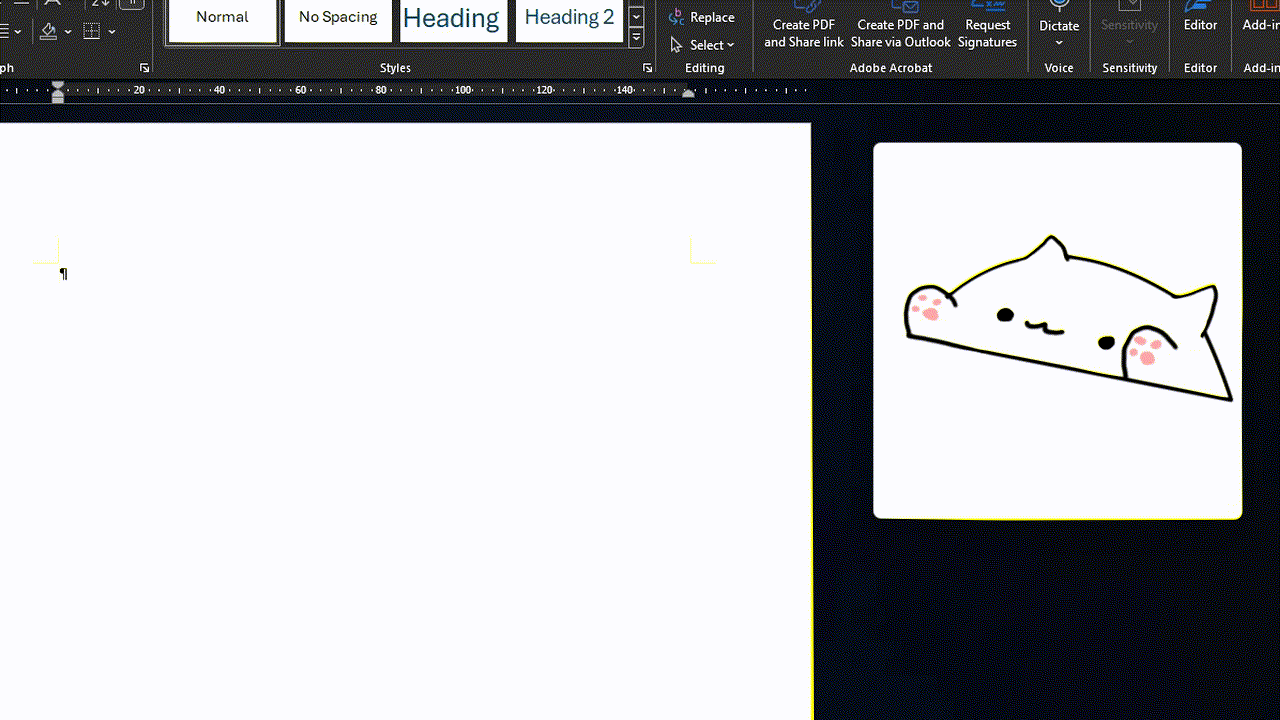 Normal
No Spacing
Heading
Heading 2
Replace
Select
Create PDF and Share link
Create PDF and Share via Outlook
Request Signatures
Dictate
Sensitivity
Editor
Add-in
ph
Styles
Editing
Adobe Acrobat
Voice
Sensitivity
Editor
Add-in
20 40 60 80 100 120 140
¶